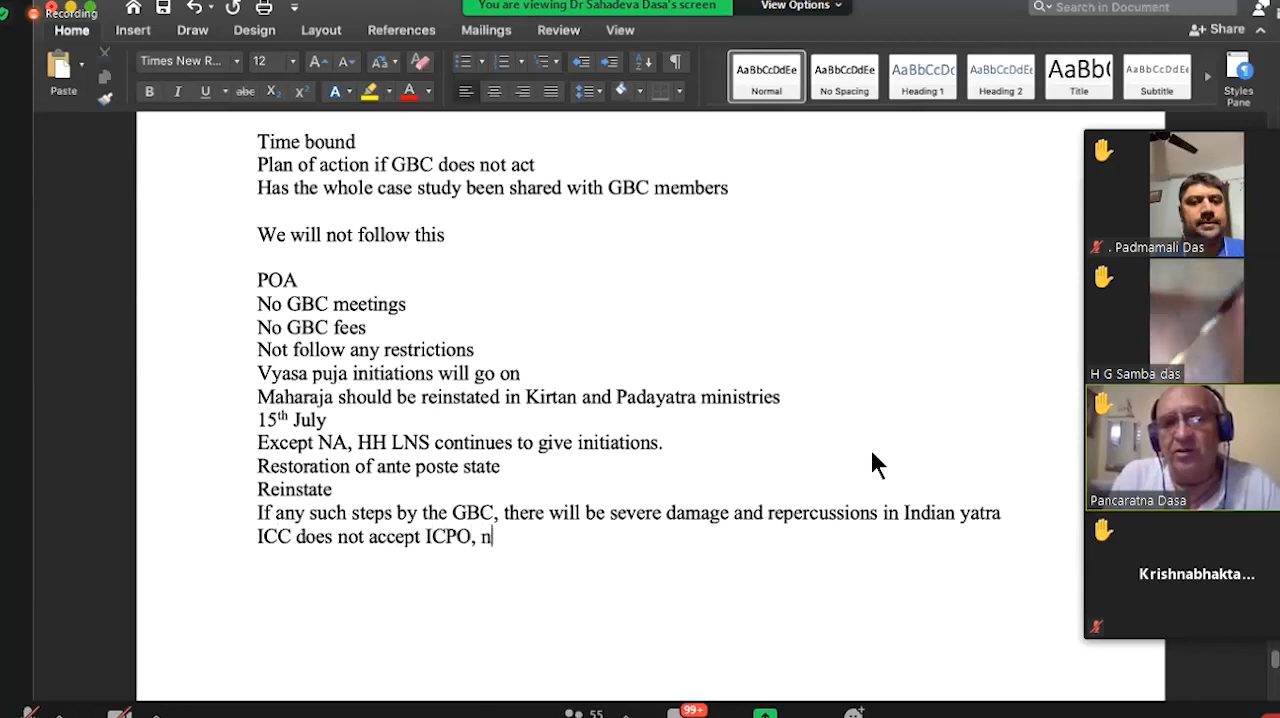 Recording
You are viewing Dr Sahadeva Dasa's screen
View Options
Search in Document
Home
Insert
Draw
Design
Layout
References
Mailings
Review
View
Share
Paste
Times New R...
12
AaBbCcDdEe
Normal
AaBbCcDdEe
No Spacing
AaBbCcDc
Heading 1
AaBbCcDdEe
Heading 2
AaBb(
Title
AaBbCcDdEe
Subtitle
Styles
Pane
Time bound
Plan of action if GBC does not act
Has the whole case study been shared with GBC members
We will not follow this
POA
No GBC meetings
No GBC fees
Not follow any restrictions
Vyasa puja initiations will go on
Maharaja should be reinstated in Kirtan and Padayatra ministries
15th July
Except NA, HH LNS continues to give initiations.
Restoration of ante poste state
Reinstate
If any such steps by the GBC, there will be severe damage and repercussions in Indian yatra
ICC does not accept ICPO, n
. Padmamali Das
H G Samba das
Pancaratna Dasa
Krishnabhakta...
55
99+